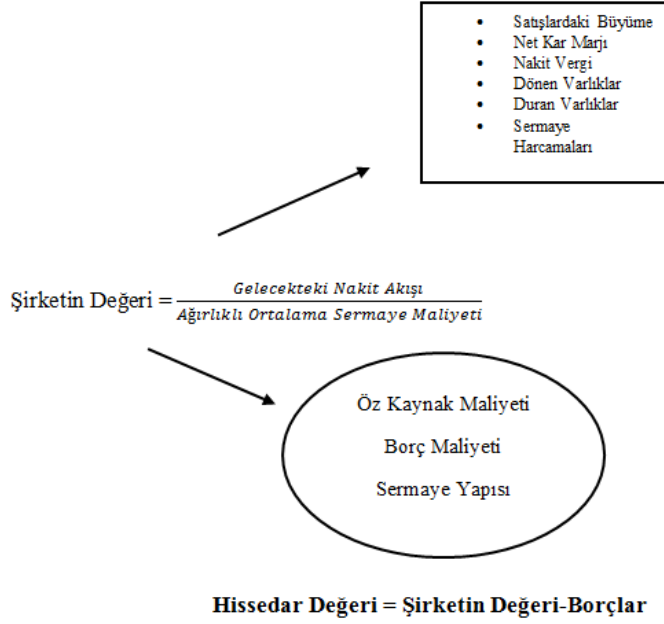 • Satışlardaki Büyüme
• Net Kar Marjı
• Nakit Vergi
• Dönen Varlıklar
• Duran Varlıklar
• Sermaye
Harcamaları
Şirketin Değeri = Gelecekteki Nakit Akışı
Ağırlıklı Ortalama Sermaye Maliyeti
Öz Kaynak Maliyeti
Borç Maliyeti
Sermaye Yapısı
Hissedar Değeri = Şirketin Değeri-Borçlar